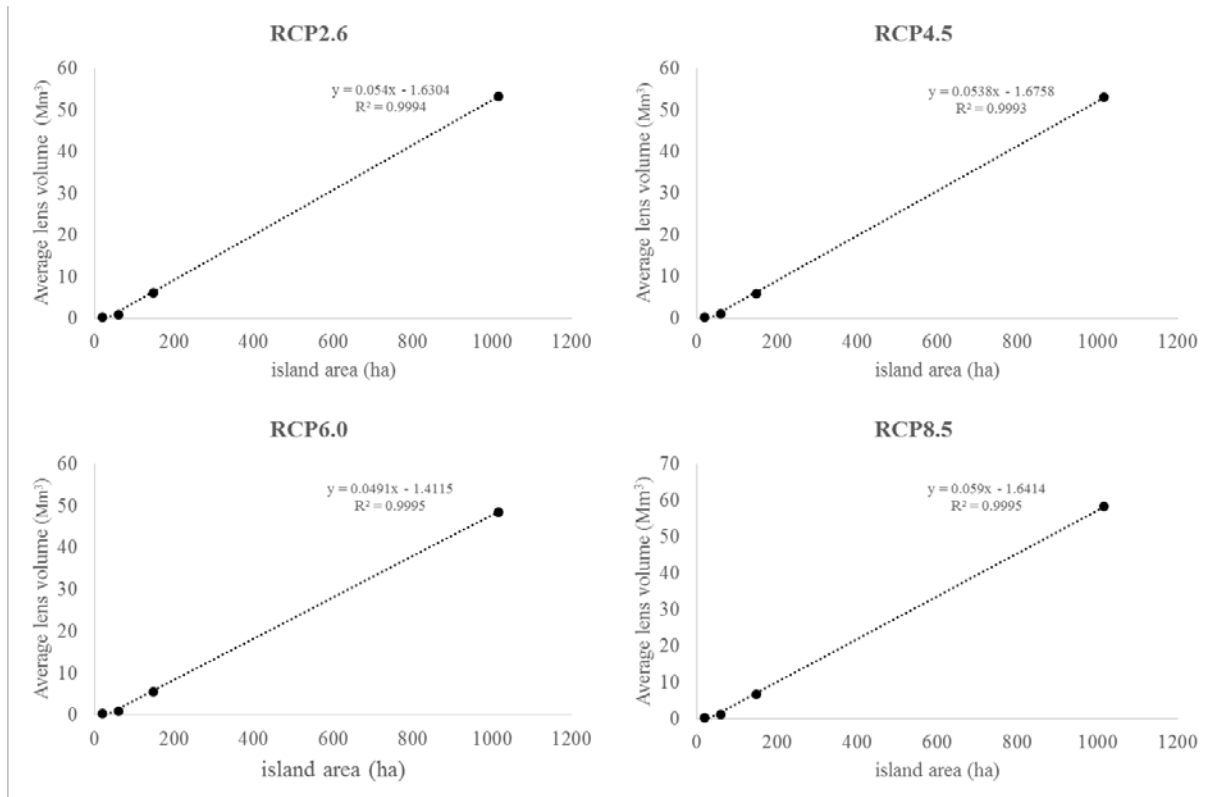 RCP2.6
y = 0.054x - 1.6304
R² = 0.9994
Average lens volume (Mm³)
60
50
40
30
20
10
0
0 200 400 600 800 1000 1200
island area (ha)
RCP4.5
y = 0.0538x - 1.6758
R² = 0.9993
Average lens volume (Mm³)
60
50
40
30
20
10
0
0 200 400 600 800 1000 1200
island area (ha)
RCP6.0
y = 0.0491x - 1.4115
R² = 0.9995
Average lens volume (Mm³)
60
50
40
30
20
10
0
0 200 400 600 800 1000 1200
island area (ha)
RCP8.5
y = 0.059x - 1.6414
R² = 0.9995
Average lens volume (Mm³)
70
60
50
40
30
20
10
0
0 200 400 600 800 1000 1200
island area (ha)